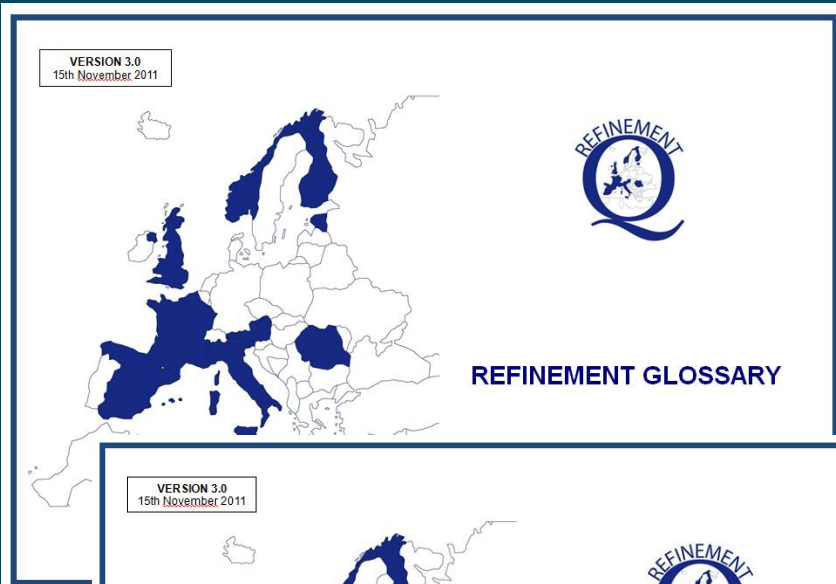 VERSION 3.0
15th November 2011
REFINEMENT
Q
REFINEMENT GLOSSARY
VERSION 3.0
15th November 2011
REFINEMENT